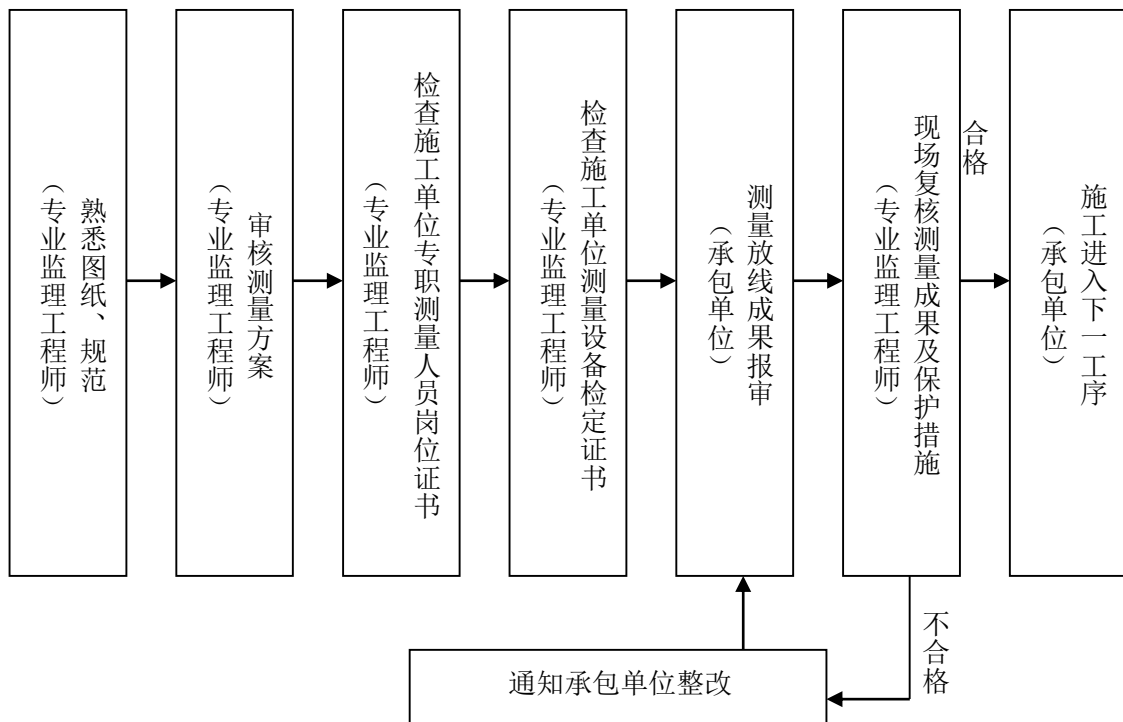 熟悉图纸、规范
（专业监理工程师）
审核测量方案
（专业监理工程师）
检查施工单位专职测量人员岗位证书
（专业监理工程师）
检查施工单位测量设备检定证书
（专业监理工程师）
测量放线成果报审
（承包单位）
现场复核测量成果及保护措施
（专业监理工程师）
合格
施工进入下一工序
（承包单位）
不合格
通知承包单位整改